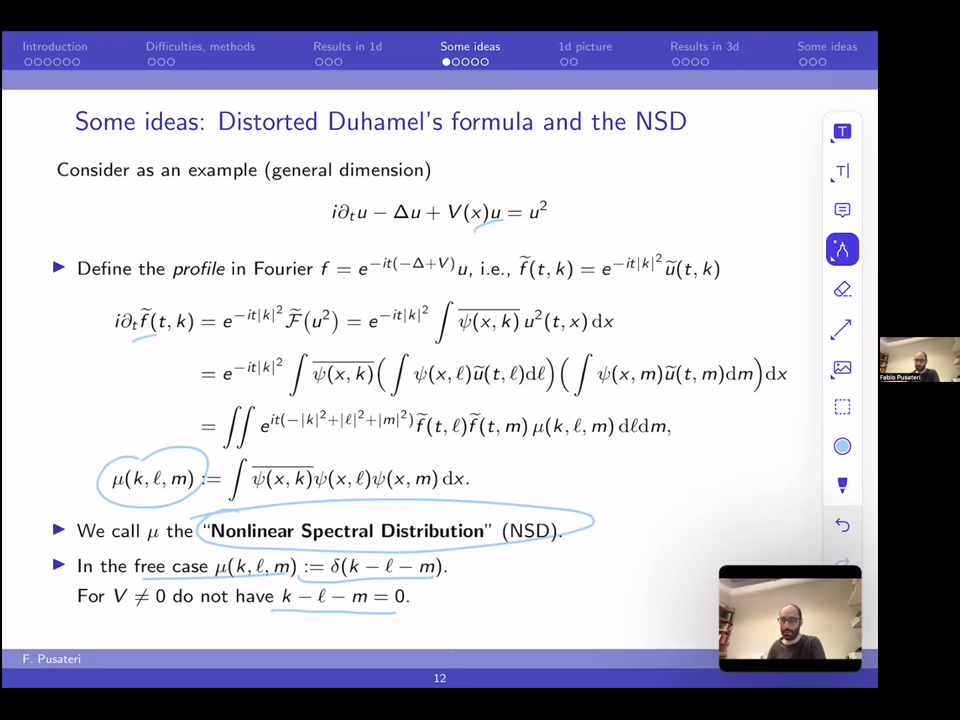 Introduction Difficulties, methods Results in 1d Some ideas 1d picture Results in 3d Some ideas
Some ideas: Distorted Duhamel's formula and the NSD
Consider as an example (general dimension)
i∂ₜu − Δu + V(x)u = u²
Define the profile in Fourier f = e^{−it(−Δ+V)}u, i.e., f̃(t, k) = e^{−it|k|²}ũ(t, k)
i∂ₜf̃(t, k) = e^{−it|k|²}F̃(u²) = e^{−it|k|²} ∫ \overline{ψ(x, k)} u²(t, x) dx
= e^{−it|k|²} ∫ \overline{ψ(x, k)}(∫ ψ(x, ℓ)ũ(t, ℓ)dℓ)(∫ ψ(x, m)ũ(t, m)dm)dx
= ∬ e^{it(−|k|²+|ℓ|²+|m|²)} f̃(t, ℓ)f̃(t, m) μ(k, ℓ, m) dℓdm,
μ(k, ℓ, m) := ∫ \overline{ψ(x, k)}ψ(x, ℓ)ψ(x, m) dx.
We call μ the "Nonlinear Spectral Distribution" (NSD).
In the free case μ(k, ℓ, m) := δ(k − ℓ − m).
For V ≠ 0 do not have k − ℓ − m = 0.
F. Pusateri
12
Fabio Pusateri
T
T